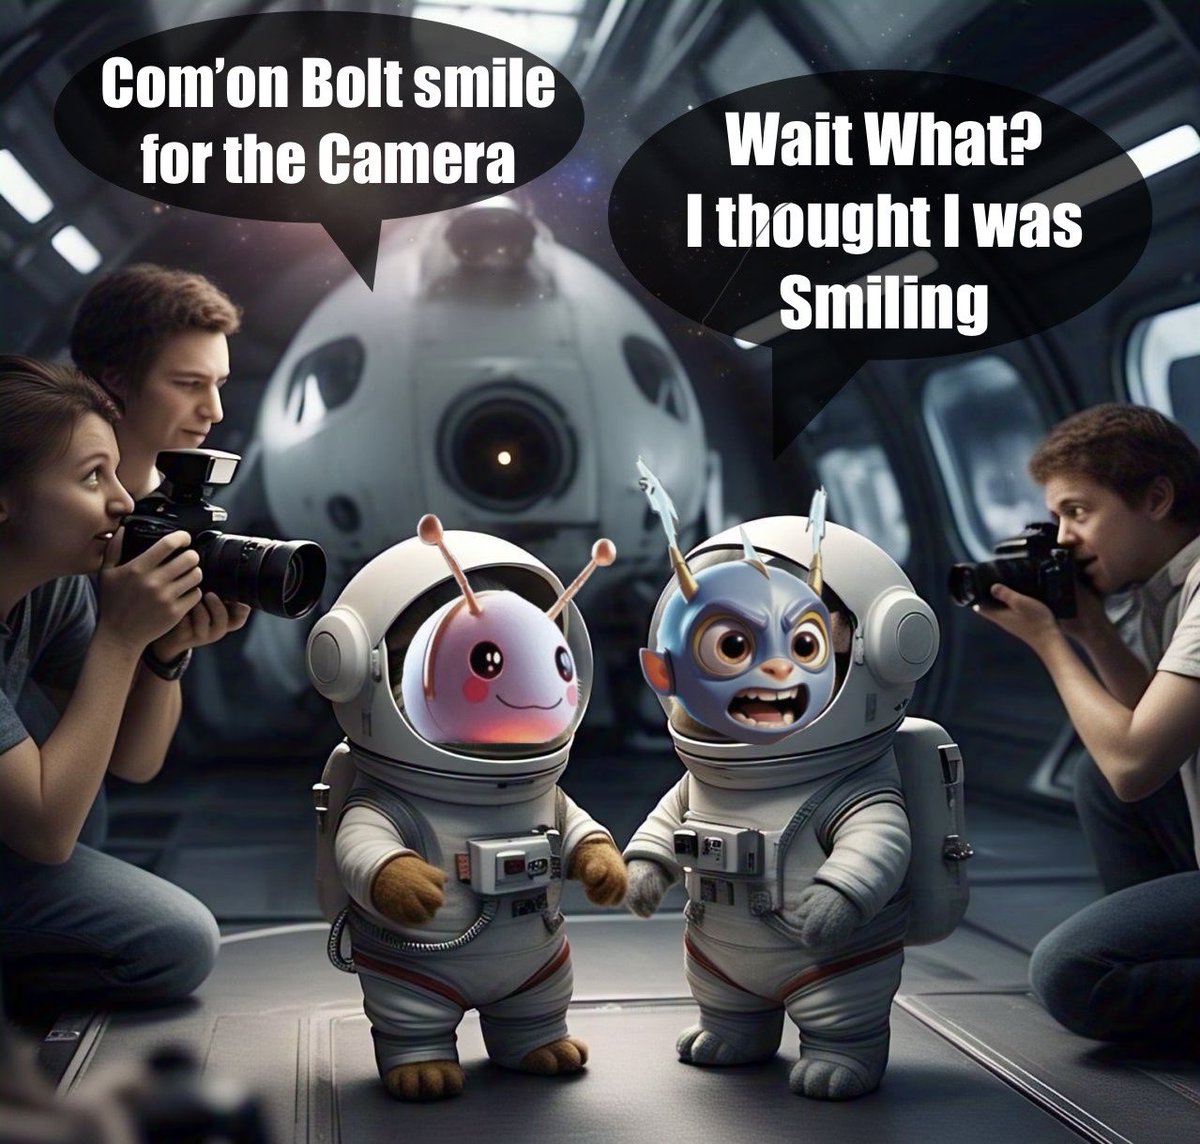 Com'on Bolt smile
for the Camera
Wait What?
I thought I was
Smiling